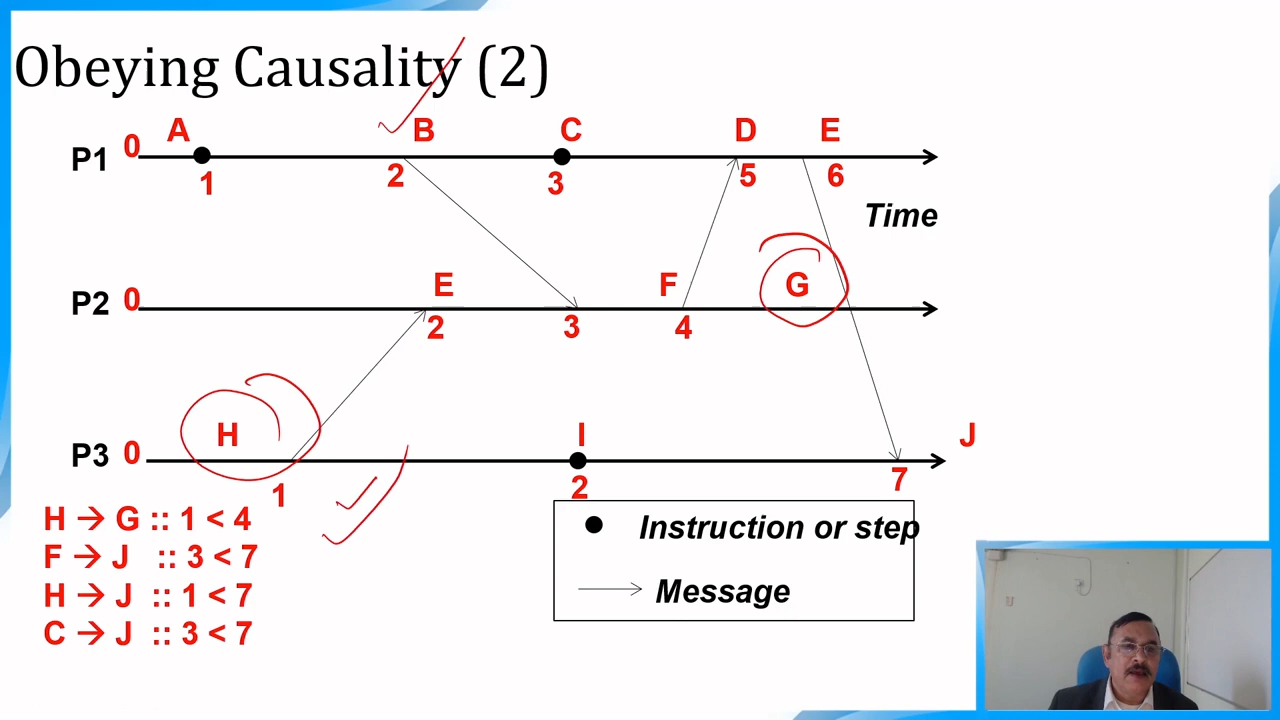 Obeying Causality (2)
A B C D E
P1 0
1 2 3 5 6
Time
E F G
P2 0
2 3 4
H I J
P3 0
1 2 7
H → G :: 1 < 4
F → J :: 3 < 7
H → J :: 1 < 7
C → J :: 3 < 7
Instruction or step
Message